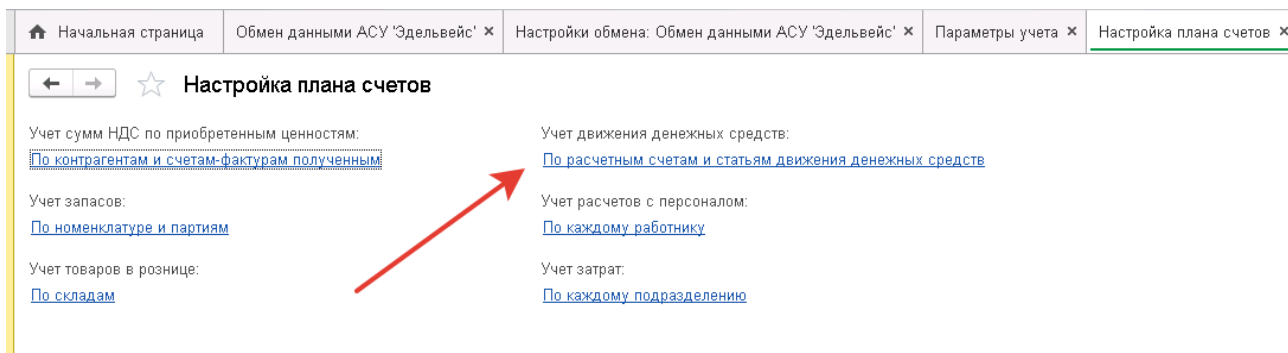 Начальная страница
Обмен данными АСУ 'Эдельвейс' ×
Настройки обмена: Обмен данными АСУ 'Эдельвейс' ×
Параметры учета ×
Настройка плана счетов ×
Настройка плана счетов
Учет сумм НДС по приобретенным ценностям:
По контрагентам и счетам-фактурам полученным
Учет запасов:
По номенклатуре и партиям
Учет товаров в рознице:
По складам
Учет движения денежных средств:
По расчетным счетам и статьям движения денежных средств
Учет расчетов с персоналом:
По каждому работнику
Учет затрат:
По каждому подразделению